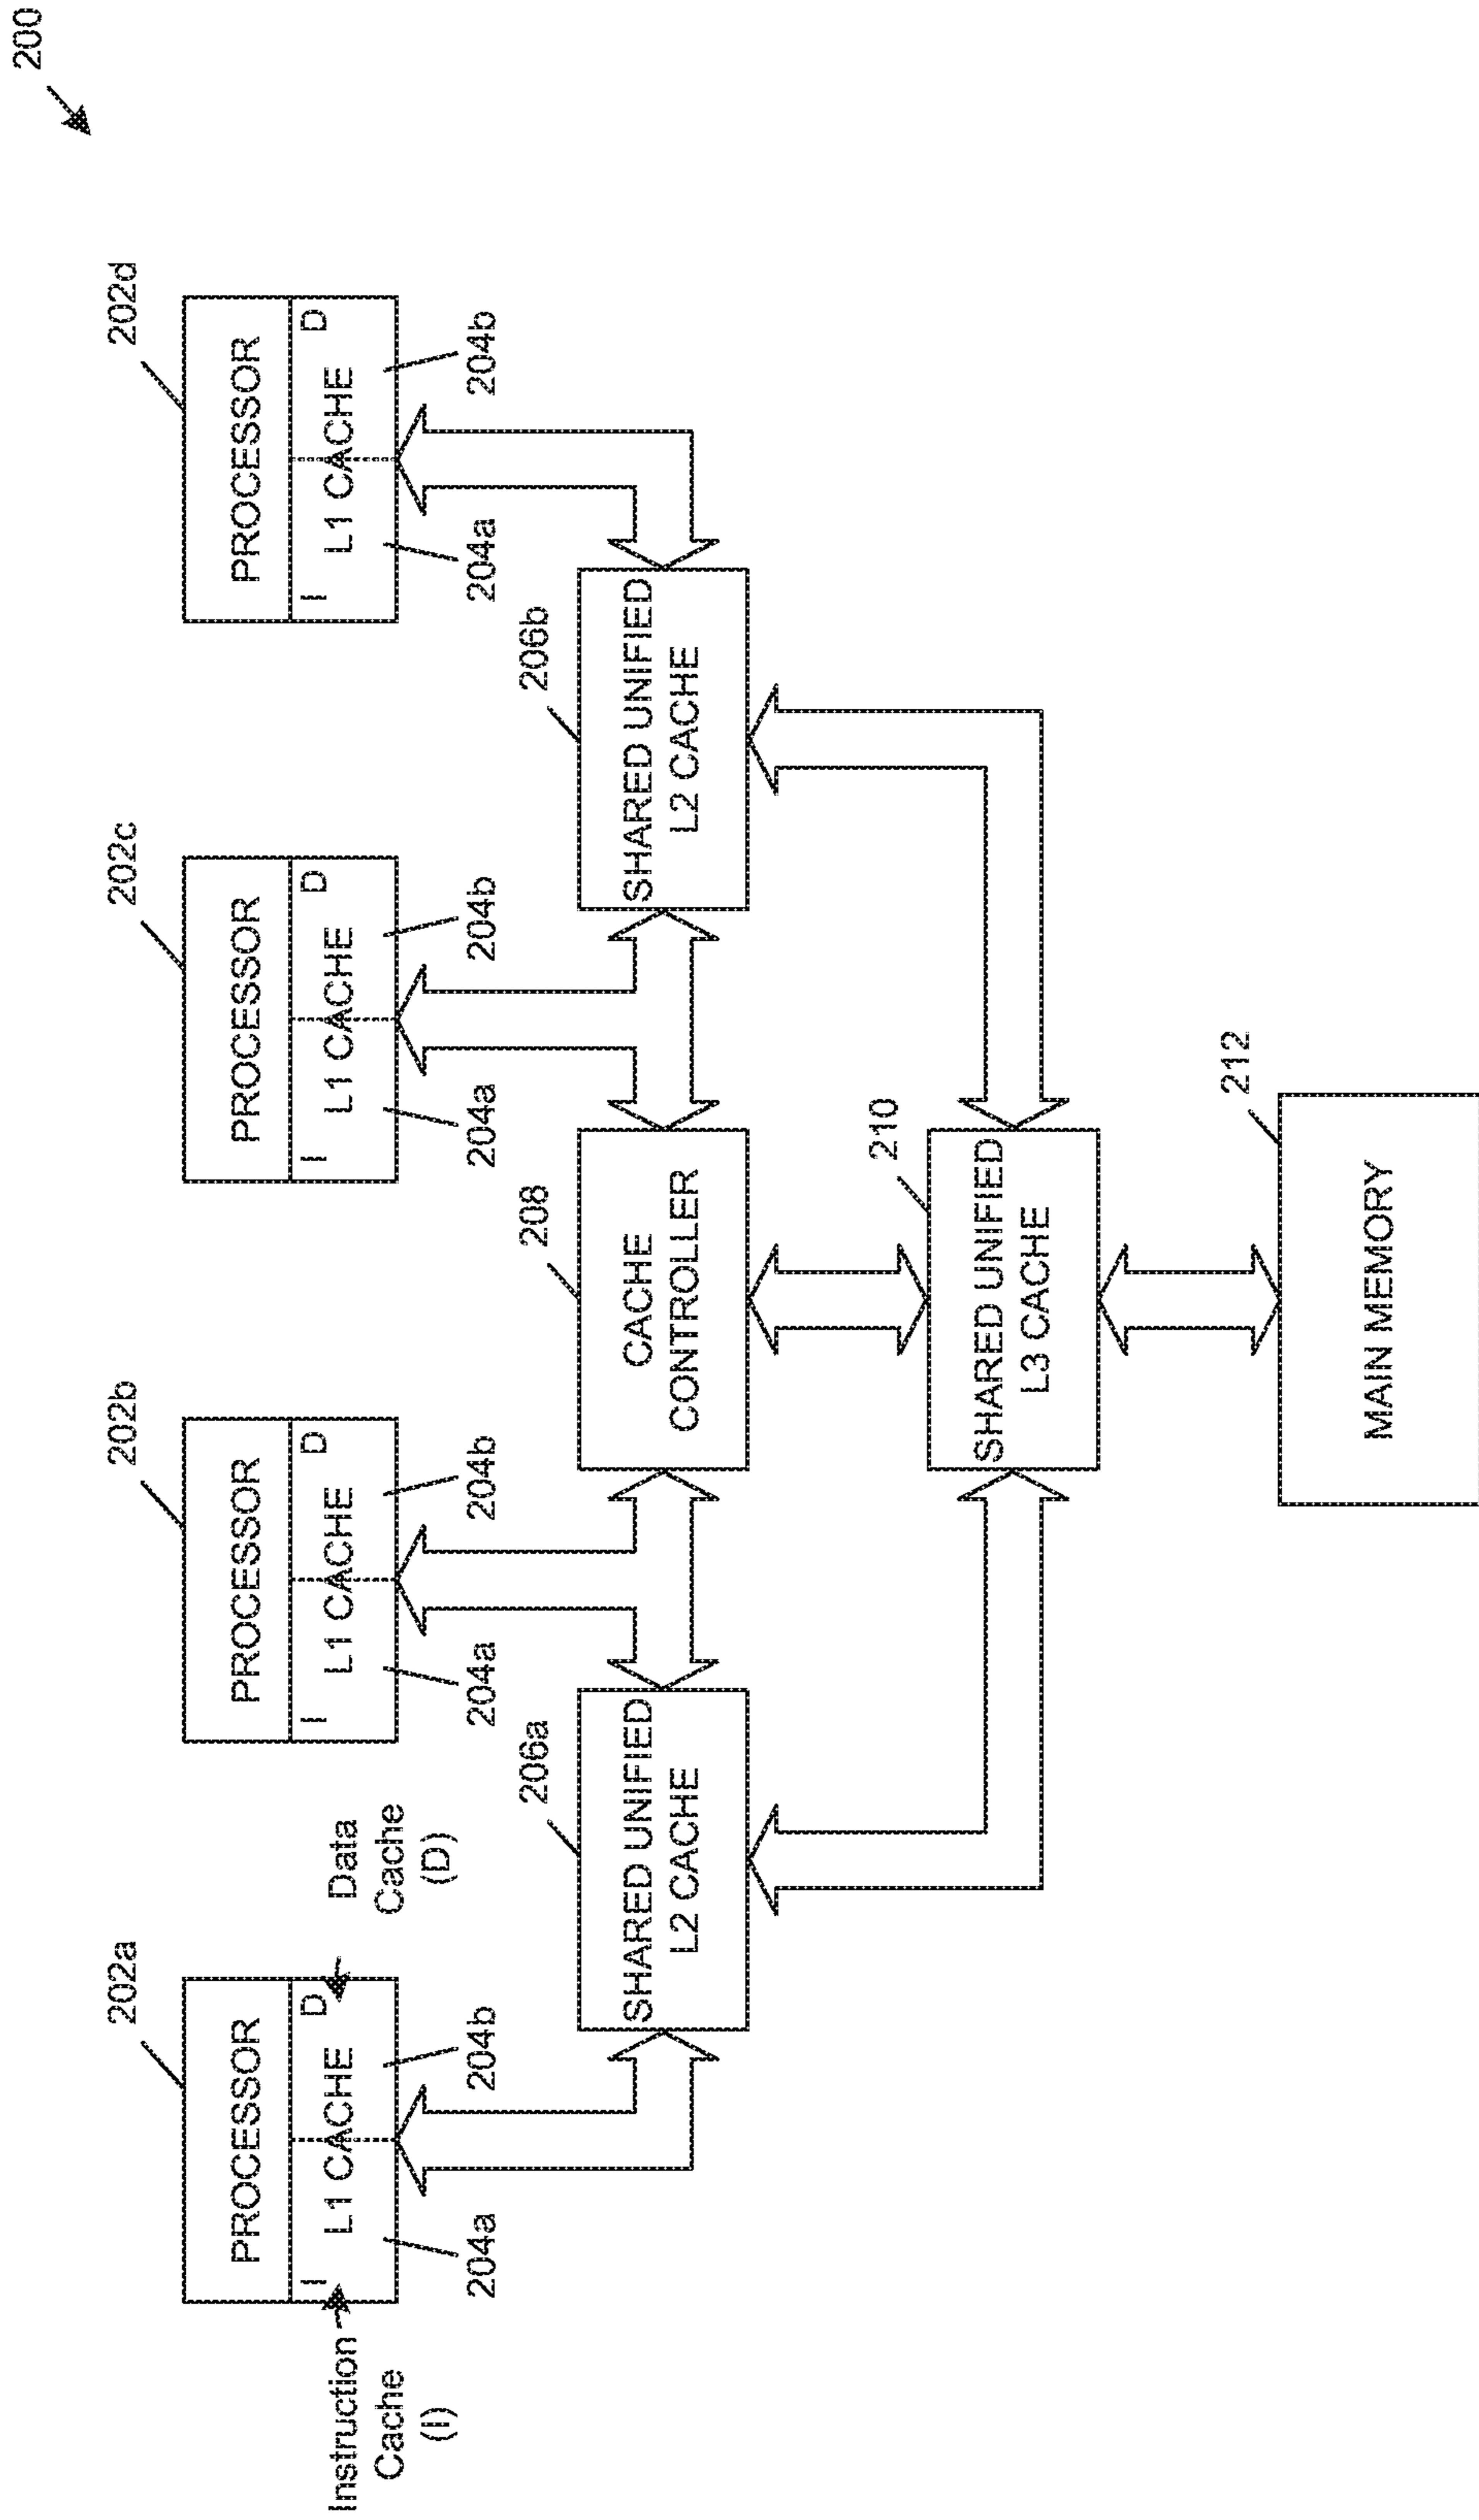 200
202a
202b
202c
202d
PROCESSOR
PROCESSOR
PROCESSOR
PROCESSOR
I
D
I
D
I
D
I
D
L1 CACHE
L1 CACHE
L1 CACHE
L1 CACHE
Instruction
Cache
(I)
Data
Cache
(D)
204a
204b
204a
204b
204a
204b
204a
204b
206a
208
206b
SHARED UNIFIED
L2 CACHE
CACHE
CONTROLLER
SHARED UNIFIED
L2 CACHE
210
SHARED UNIFIED
L3 CACHE
212
MAIN MEMORY